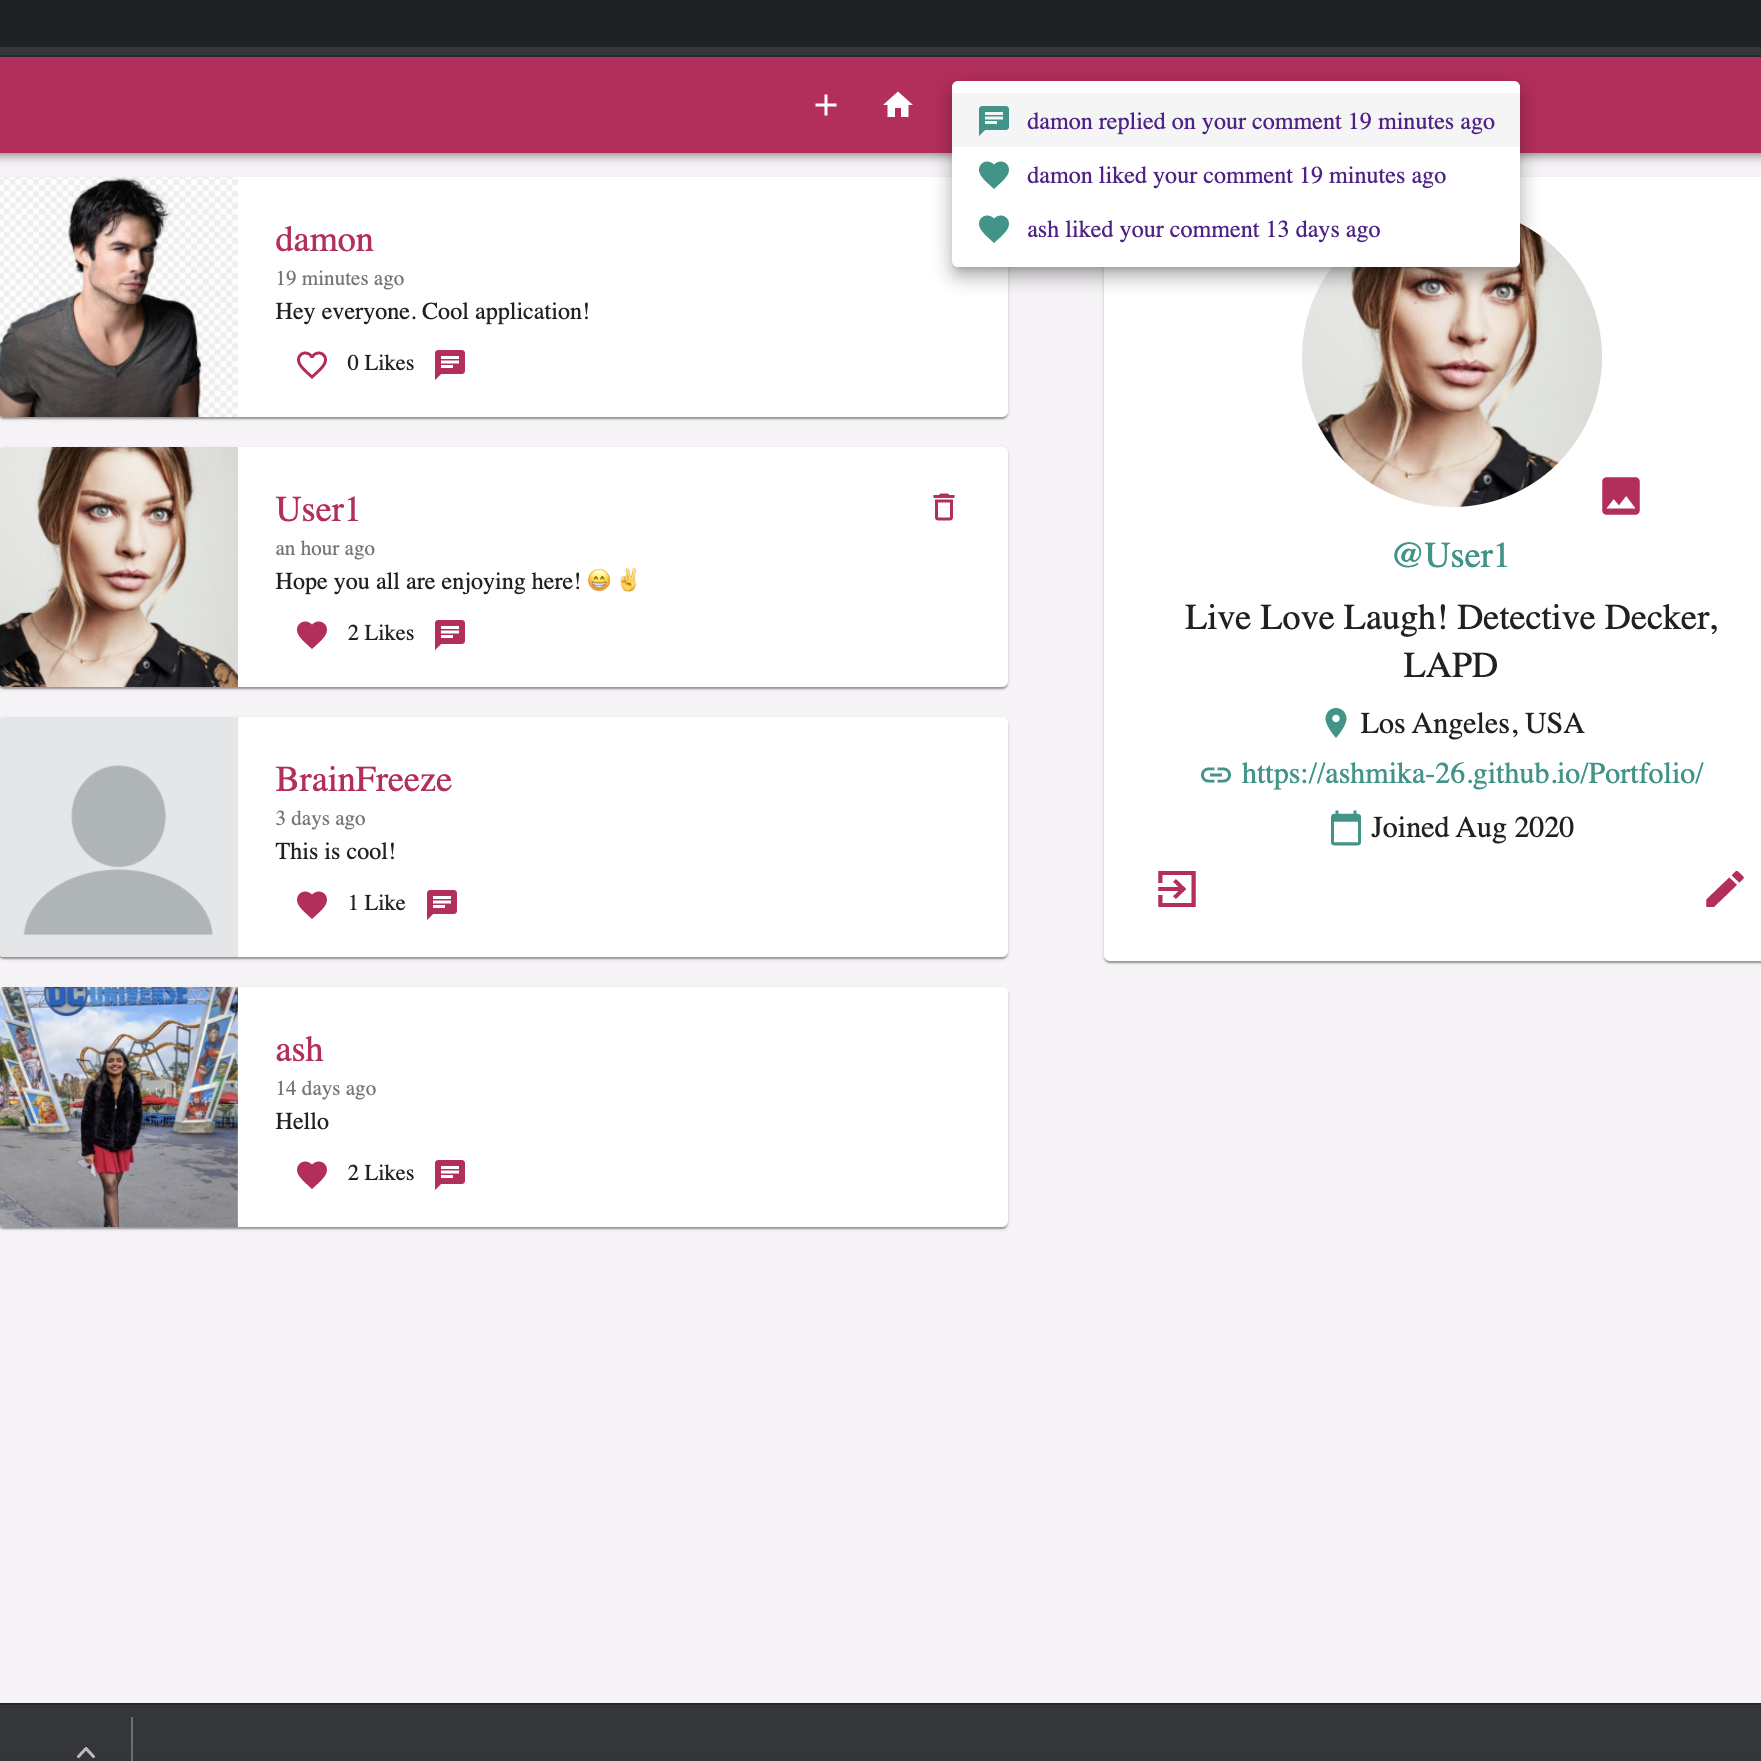 damon replied on your comment 19 minutes ago
damon liked your comment 19 minutes ago
ash liked your comment 13 days ago
damon
19 minutes ago
Hey everyone. Cool application!
0 Likes
User1
an hour ago
Hope you all are enjoying here! 😁 ✌️
2 Likes
BrainFreeze
3 days ago
This is cool!
1 Like
DC UNIVERSE
ash
14 days ago
Hello
2 Likes
@User1
Live Love Laugh! Detective Decker,
LAPD
Los Angeles, USA
https://ashmika-26.github.io/Portfolio/
Joined Aug 2020